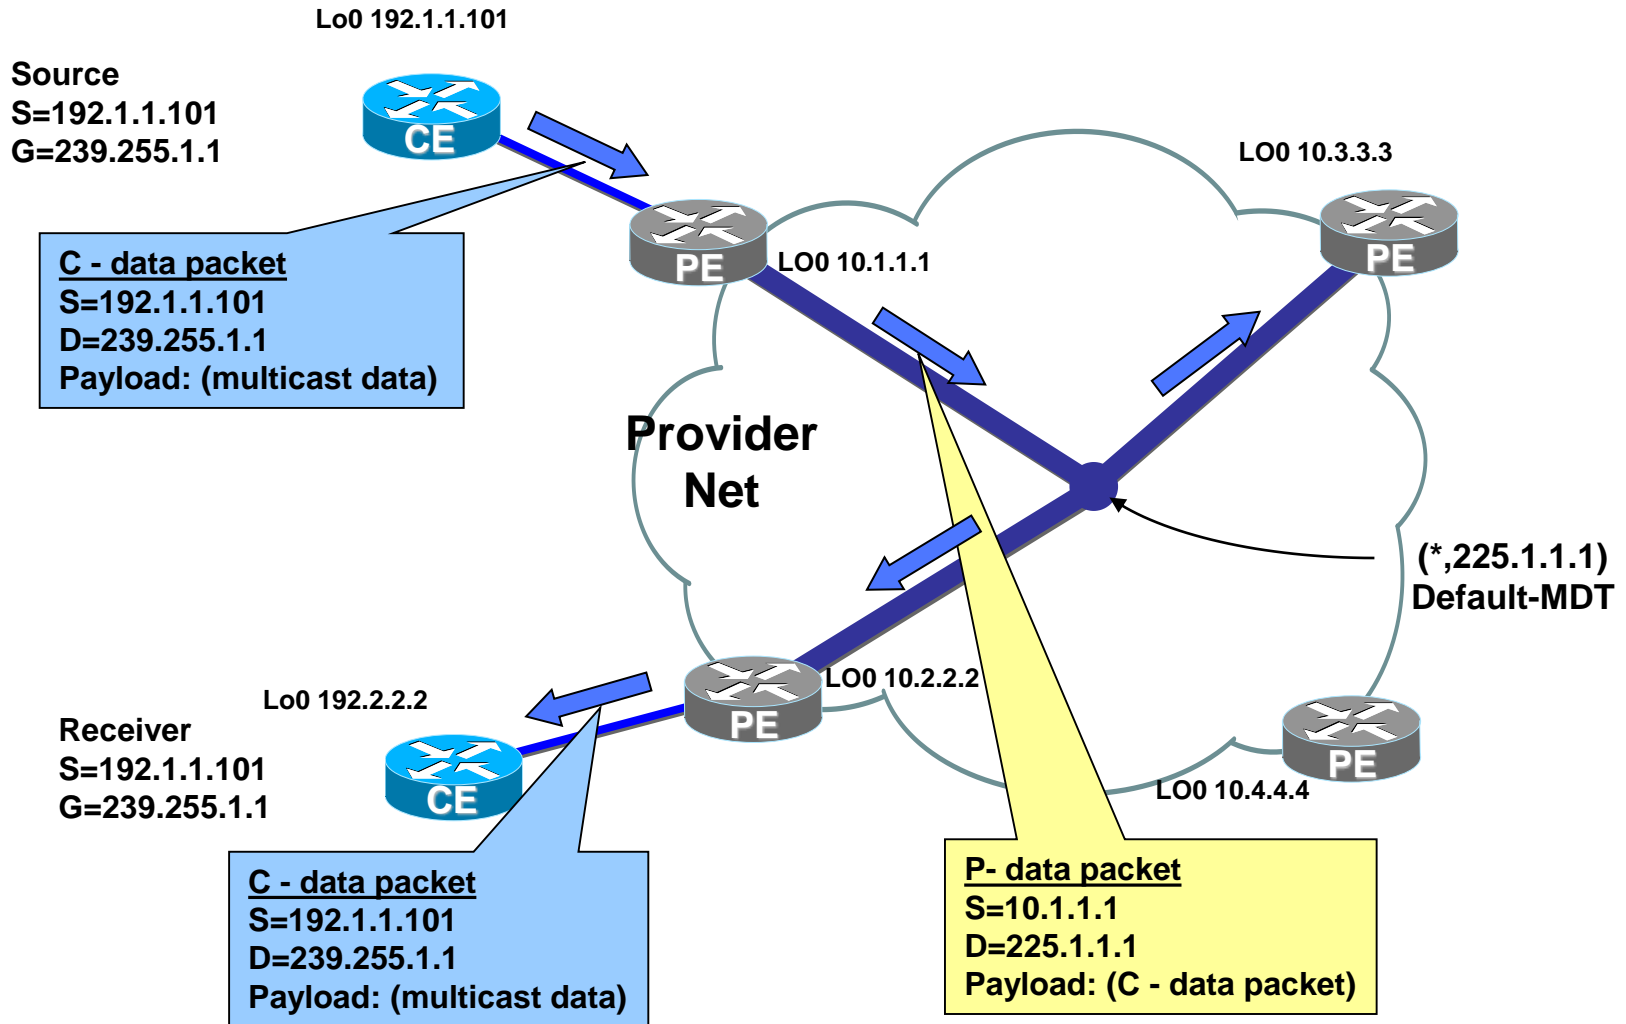 Lo0 192.1.1.101
Source
S=192.1.1.101
G=239.255.1.1
CE
LO0 10.3.3.3
PE
PE
LO0 10.1.1.1
C - data packet
S=192.1.1.101
D=239.255.1.1
Payload: (multicast data)
Provider
Net
(*,225.1.1.1)
Default-MDT
Lo0 192.2.2.2
LO0 10.2.2.2
PE
Receiver
S=192.1.1.101
G=239.255.1.1
CE
PE
LO0 10.4.4.4
C - data packet
S=192.1.1.101
D=239.255.1.1
Payload: (multicast data)
P- data packet
S=10.1.1.1
D=225.1.1.1
Payload: (C - data packet)